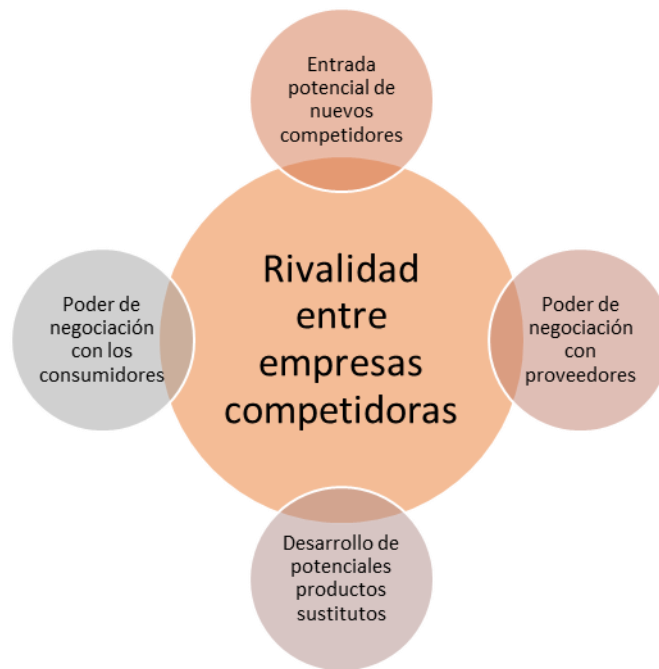 Entrada
potencial de
nuevos
competidores
Poder de
negociación
con los
consumidores
Rivalidad
entre
empresas
competidoras
Poder de
negociación
con
proveedores
Desarrollo de
potenciales
productos
sustitutos